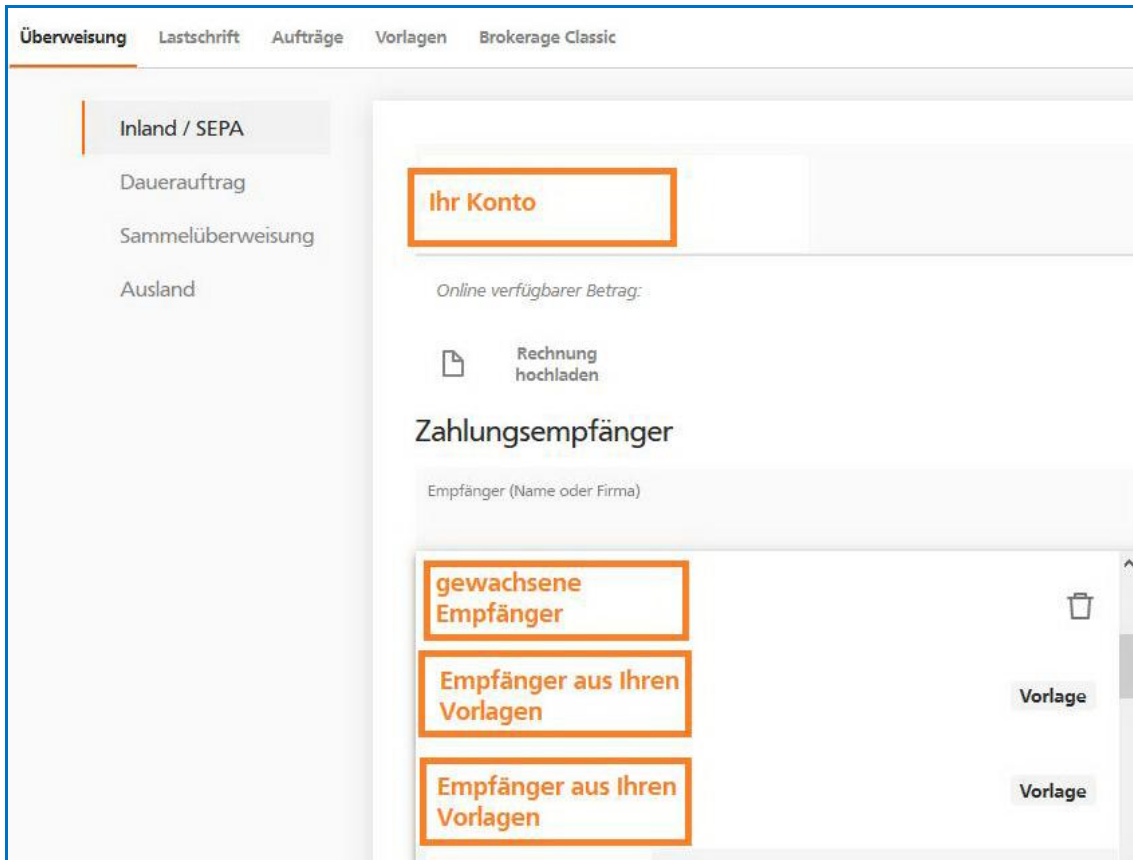 Überweisung Lastschrift Aufträge Vorlagen Brokerage Classic
Inland / SEPA
Dauerauftrag
Sammelüberweisung
Ausland
Ihr Konto
Online verfügbarer Betrag:
Rechnung
hochladen
Zahlungsempfänger
Empfänger (Name oder Firma)
gewachsene
Empfänger
Empfänger aus Ihren
Vorlagen
Vorlage
Empfänger aus Ihren
Vorlagen
Vorlage